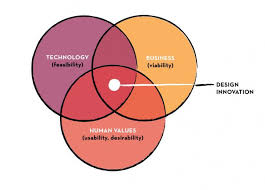 TECHNOLOGY
(feasibility)
BUSINESS
(viability)
DESIGN
INNOVATION
HUMAN VALUES
(usability, desirability)